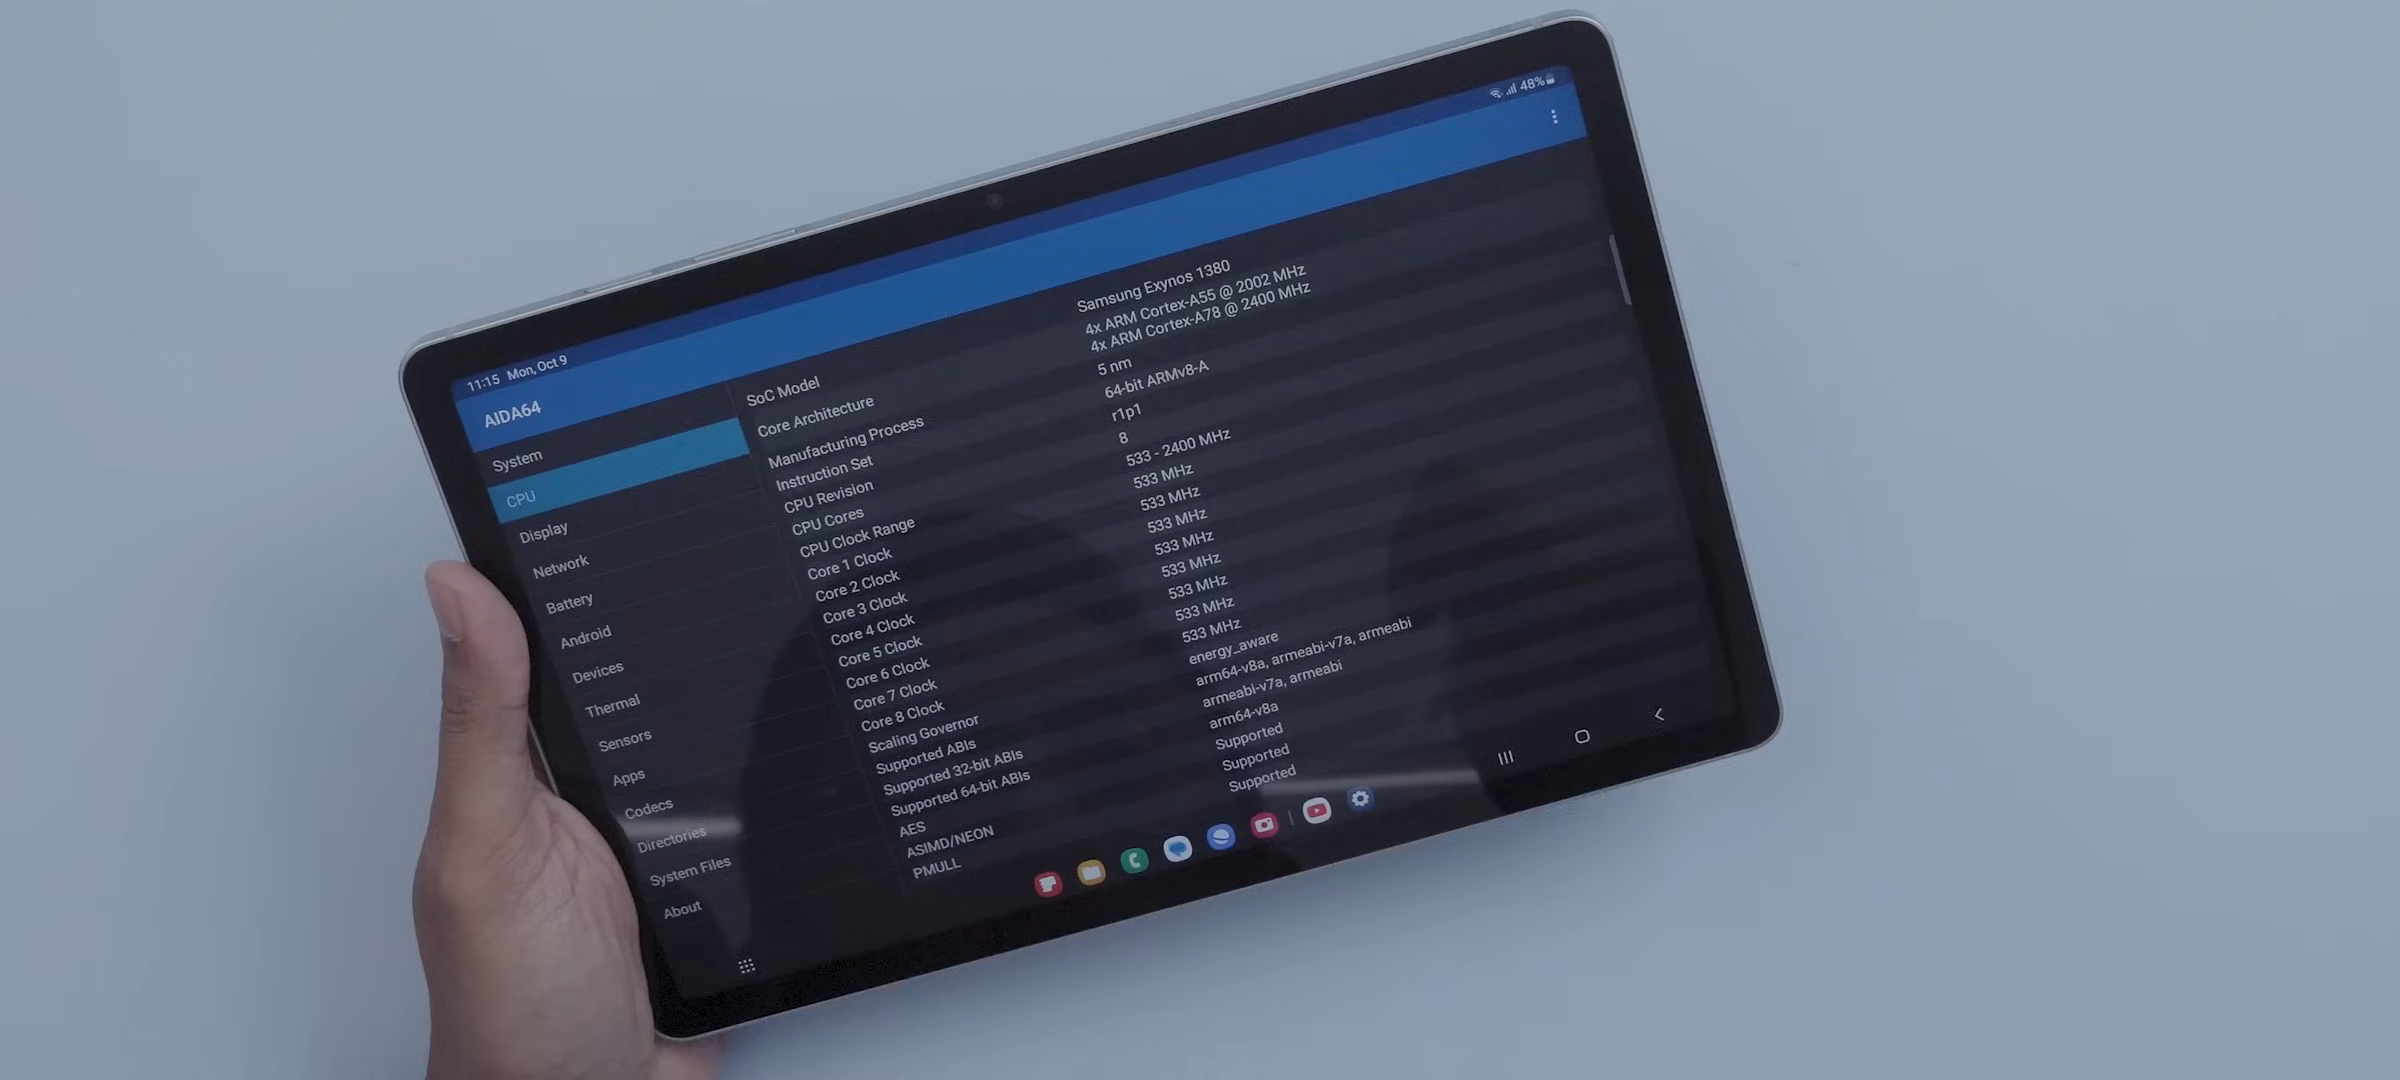 11:15 Mon, Oct 9
48%
AIDA64
System
CPU
Display
Network
Battery
Android
Devices
Thermal
Sensors
Apps
Codecs
Directories
System Files
About
SoC Model Samsung Exynos 1380
Core Architecture 4x ARM Cortex-A55 @ 2002 MHz
4x ARM Cortex-A78 @ 2400 MHz
Manufacturing Process 5 nm
Instruction Set 64-bit ARMv8-A
CPU Revision r1p1
CPU Cores 8
CPU Clock Range 533 - 2400 MHz
Core 1 Clock 533 MHz
Core 2 Clock 533 MHz
Core 3 Clock 533 MHz
Core 4 Clock 533 MHz
Core 5 Clock 533 MHz
Core 6 Clock 533 MHz
Core 7 Clock 533 MHz
Core 8 Clock 533 MHz
Scaling Governor energy_aware
Supported ABIs arm64-v8a, armeabi-v7a, armeabi
Supported 32-bit ABIs armeabi-v7a, armeabi
Supported 64-bit ABIs arm64-v8a
AES Supported
ASIMD/NEON Supported
PMULL Supported